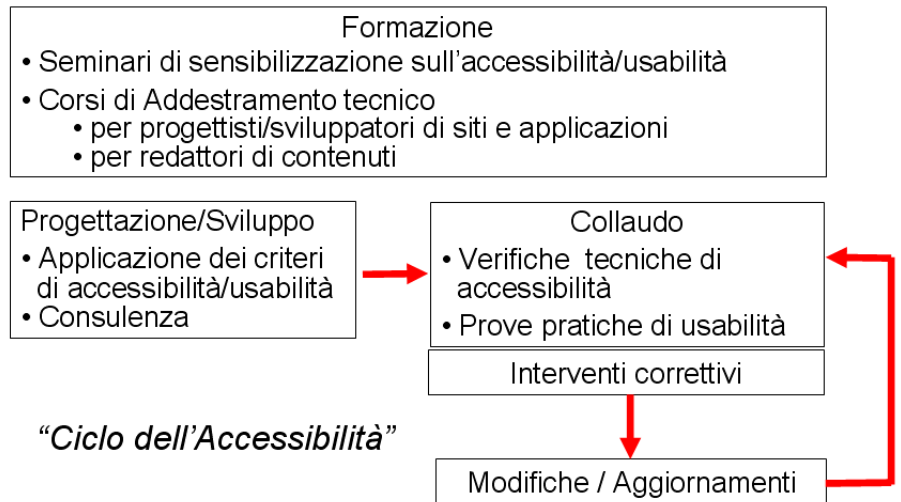 Formazione
• Seminari di sensibilizzazione sull'accessibilità/usabilità
• Corsi di Addestramento tecnico
• per progettisti/sviluppatori di siti e applicazioni
• per redattori di contenuti
Progettazione/Sviluppo
• Applicazione dei criteri
di accessibilità/usabilità
• Consulenza
Collaudo
• Verifiche tecniche di
accessibilità
• Prove pratiche di usabilità
Interventi correttivi
“Ciclo dell'Accessibilità”
Modifiche / Aggiornamenti